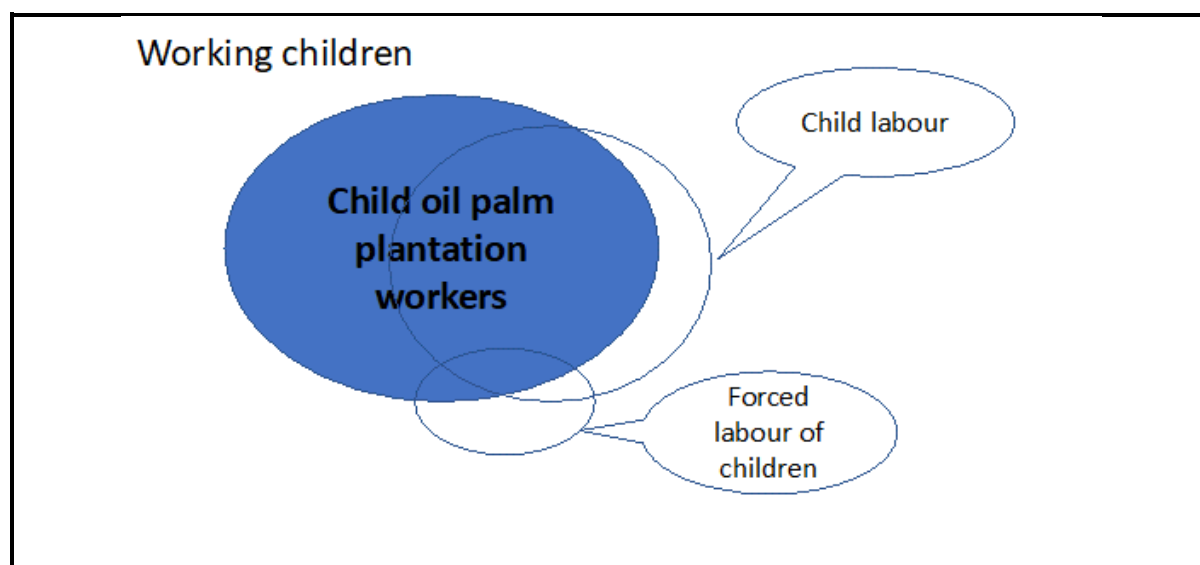 Working children
Child labour
Child oil palm
plantation
workers
Forced
labour of
children